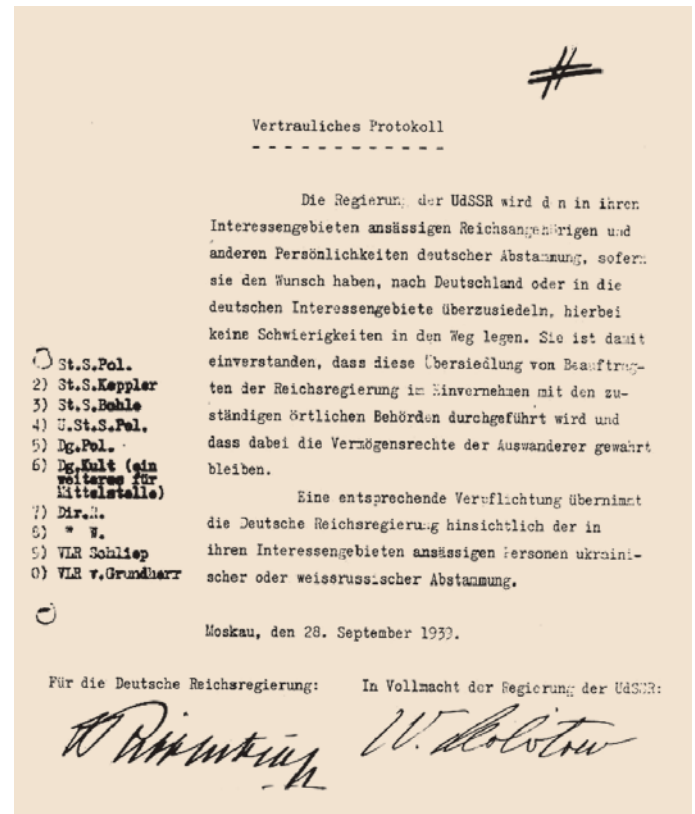 Vertrauliches Protokoll
Die Regierung der UdSSR wird den in ihren
Interessengebieten ansässigen Reichsangehörigen und
anderen Persönlichkeiten deutscher Abstammung, sofern
sie den Wunsch haben, nach Deutschland oder in die
deutschen Interessengebiete überzusiedeln, hierbei
keine Schwierigkeiten in den Weg legen. Sie ist damit
einverstanden, dass diese Übersiedlung von Beauftrag-
ten der Reichsregierung im Einvernehmen mit den zu-
ständigen örtlichen Behörden durchgeführt wird und
dass dabei die Vermögensrechte der Auswanderer gewahrt
bleiben.
Eine entsprechende Verpflichtung übernimmt
die Deutsche Reichsregierung hinsichtlich der in
ihren Interessengebieten ansässigen Personen ukraini-
scher oder weissrussischer Abstammung.
St.S.Pol.
2) St.S.Keppler
3) St.S.Bohle
4) U.St.S.Pol.
5) Dg.Pol.
6) Dg.Kult (ein
weiteres für
Mittelstelle)
7) Dir.R.
8) " W.
9) VLR Schliep
0) VLR v.Grundherr
Moskau, den 28. September 1939.
Für die Deutsche Reichsregierung:
In Vollmacht der Regierung der UdSSR:
W. Molotow